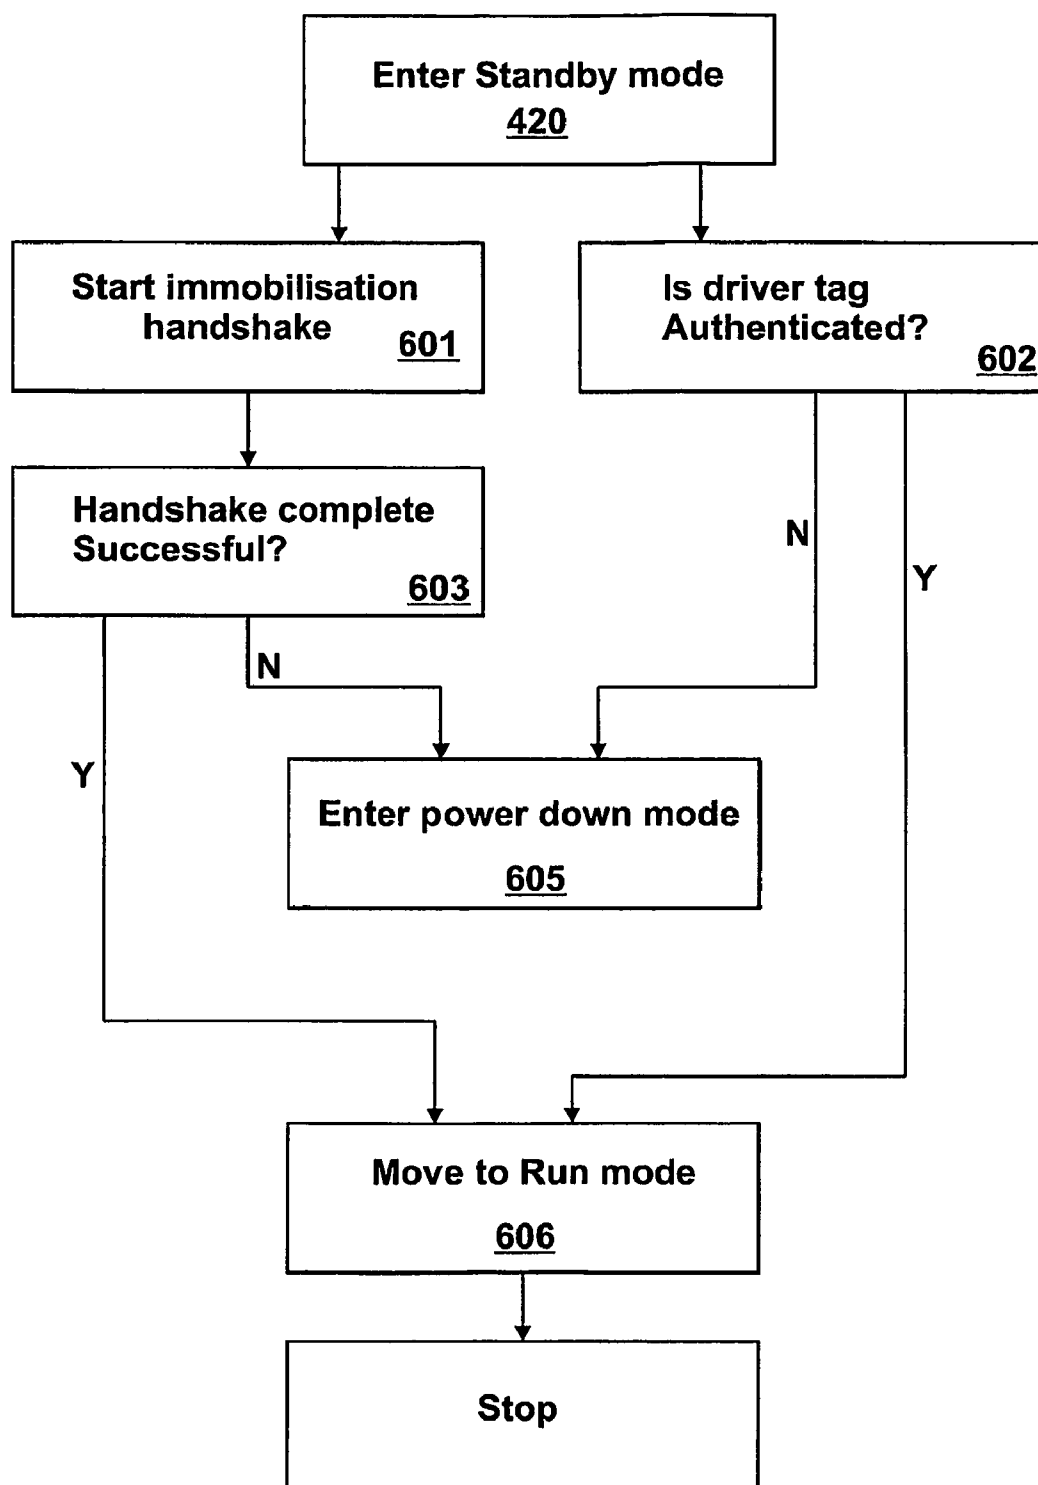 Enter Standby mode
420
Start immobilisation
handshake
601
Is driver tag
Authenticated?
602
Handshake complete
Successful?
603
N
Y
N
Y
Enter power down mode
605
Move to Run mode
606
Stop